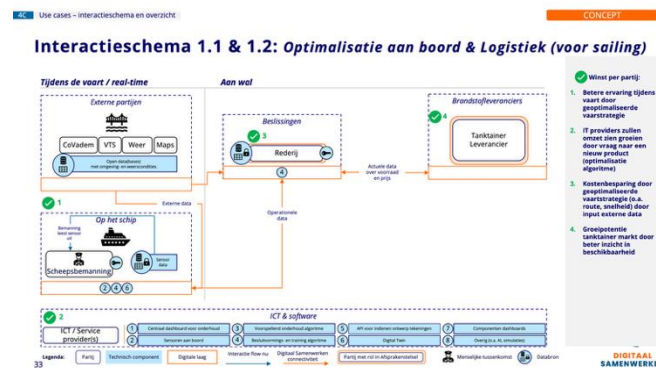 4C Use cases – interactieschema en overzicht
CONCEPT
Interactieschema 1.1 & 1.2: Optimalisatie aan boord & Logistiek (voor sailing)
Tijdens de vaart / real-time
Aan wal
Externe partijen
CoVadem
VTS
Weer
Maps
Open database(s)
met omgeving- en weerscondities
1
Externe data
Op het schip
Bemanning
leest sensor
uit
Scheepsbemanning
Sensor
data
2 4 6
Beslissingen
3
Rederij
4
Operationele
data
Actuele data
over voorraad
en prijs
Brandstofleveranciers
4
Tanktainer
Leverancier
Winst per partij:
1. Betere ervaring tijdens
vaart door
geoptimaliseerde
vaarstrategie
2. IT providers zullen
omzet zien groeien
door vraag naar een
nieuw product
(optimalisatie
algoritme)
3. Kostenbesparing door
geoptimaliseerde
vaartstrategie (o.a.
route, snelheid) door
input externe data
4. Groeipotentie
tanktainer markt door
beter inzicht in
beschikbaarheid
2
ICT & software
ICT / Service
provider(s)
1 Centraal dashboard voor onderhoud
3 Voorspellend onderhoud algoritme
5 API voor indienen ontwerp tekeningen
7 Componenten dashboards
2 Sensoren aan boord
4 Besluitvormings- en training algoritme
6 Digital Twin
8 Overig (o.a. AI, simulaties)
Legenda:
Partij
Technisch component
Digitale laag
Interactie flow nu
Digitaal Samenwerken
connectiviteit
Partij met rol in Afsprakenstelsel
Menselijke tussenkomst
Databron
33
DIGITAAL
SAMENWERKE